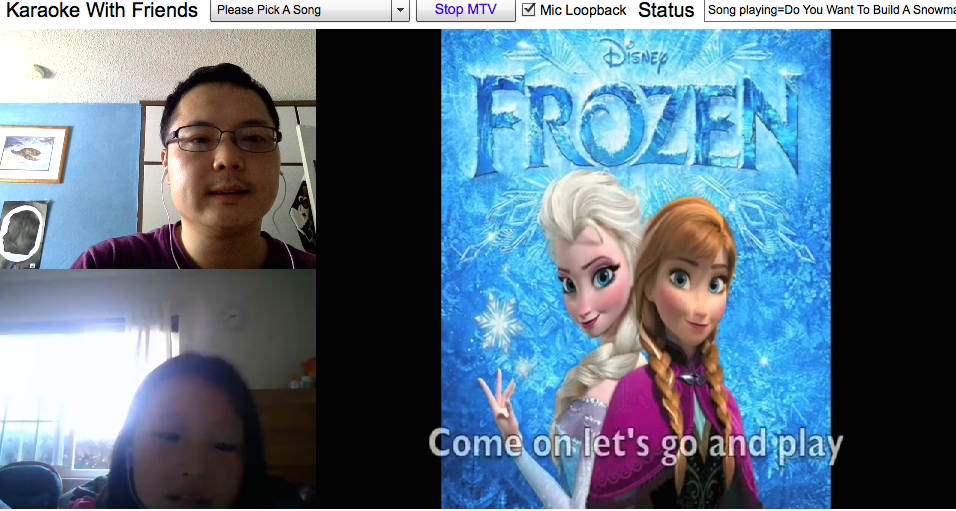 Karaoke With Friends Please Pick A Song Stop MTV Mic Loopback Status Song playing=Do You Want To Build A Snowma
DISNEY
FROZEN
Come on let's go and play